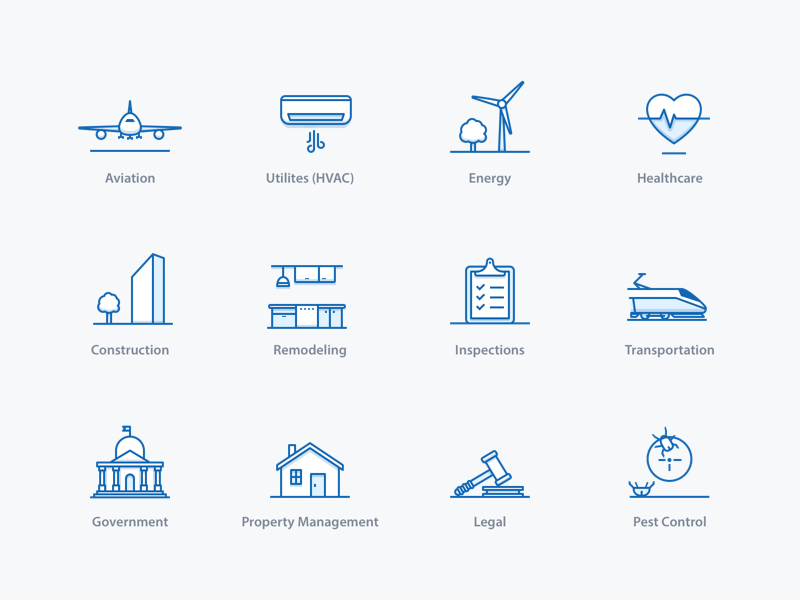 Aviation
Utilites (HVAC)
Energy
Healthcare
Construction
Remodeling
Inspections
Transportation
Government
Property Management
Legal
Pest Control